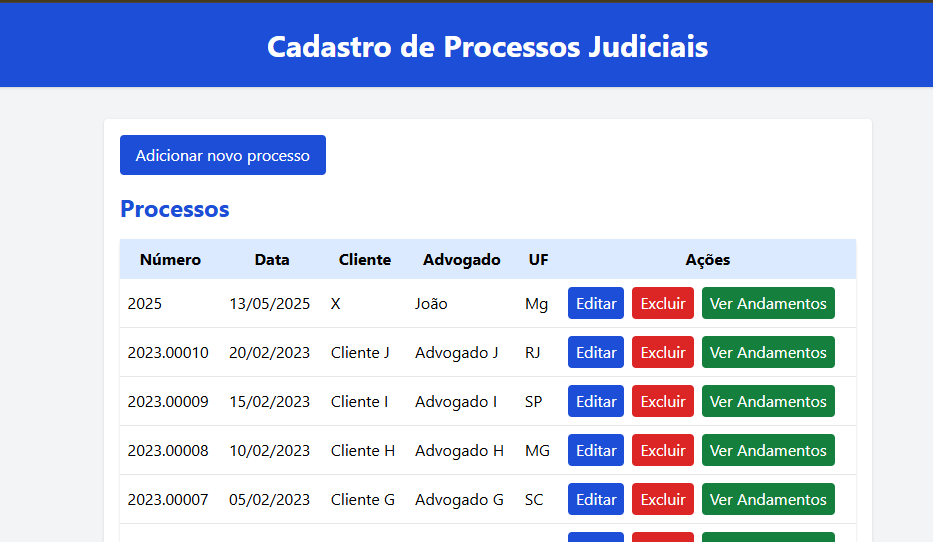 Cadastro de Processos Judiciais
Adicionar novo processo
Processos
Número Data Cliente Advogado UF Ações
2025 13/05/2025 X João Mg Editar Excluir Ver Andamentos
2023.00010 20/02/2023 Cliente J Advogado J RJ Editar Excluir Ver Andamentos
2023.00009 15/02/2023 Cliente I Advogado I SP Editar Excluir Ver Andamentos
2023.00008 10/02/2023 Cliente H Advogado H MG Editar Excluir Ver Andamentos
2023.00007 05/02/2023 Cliente G Advogado G SC Editar Excluir Ver Andamentos